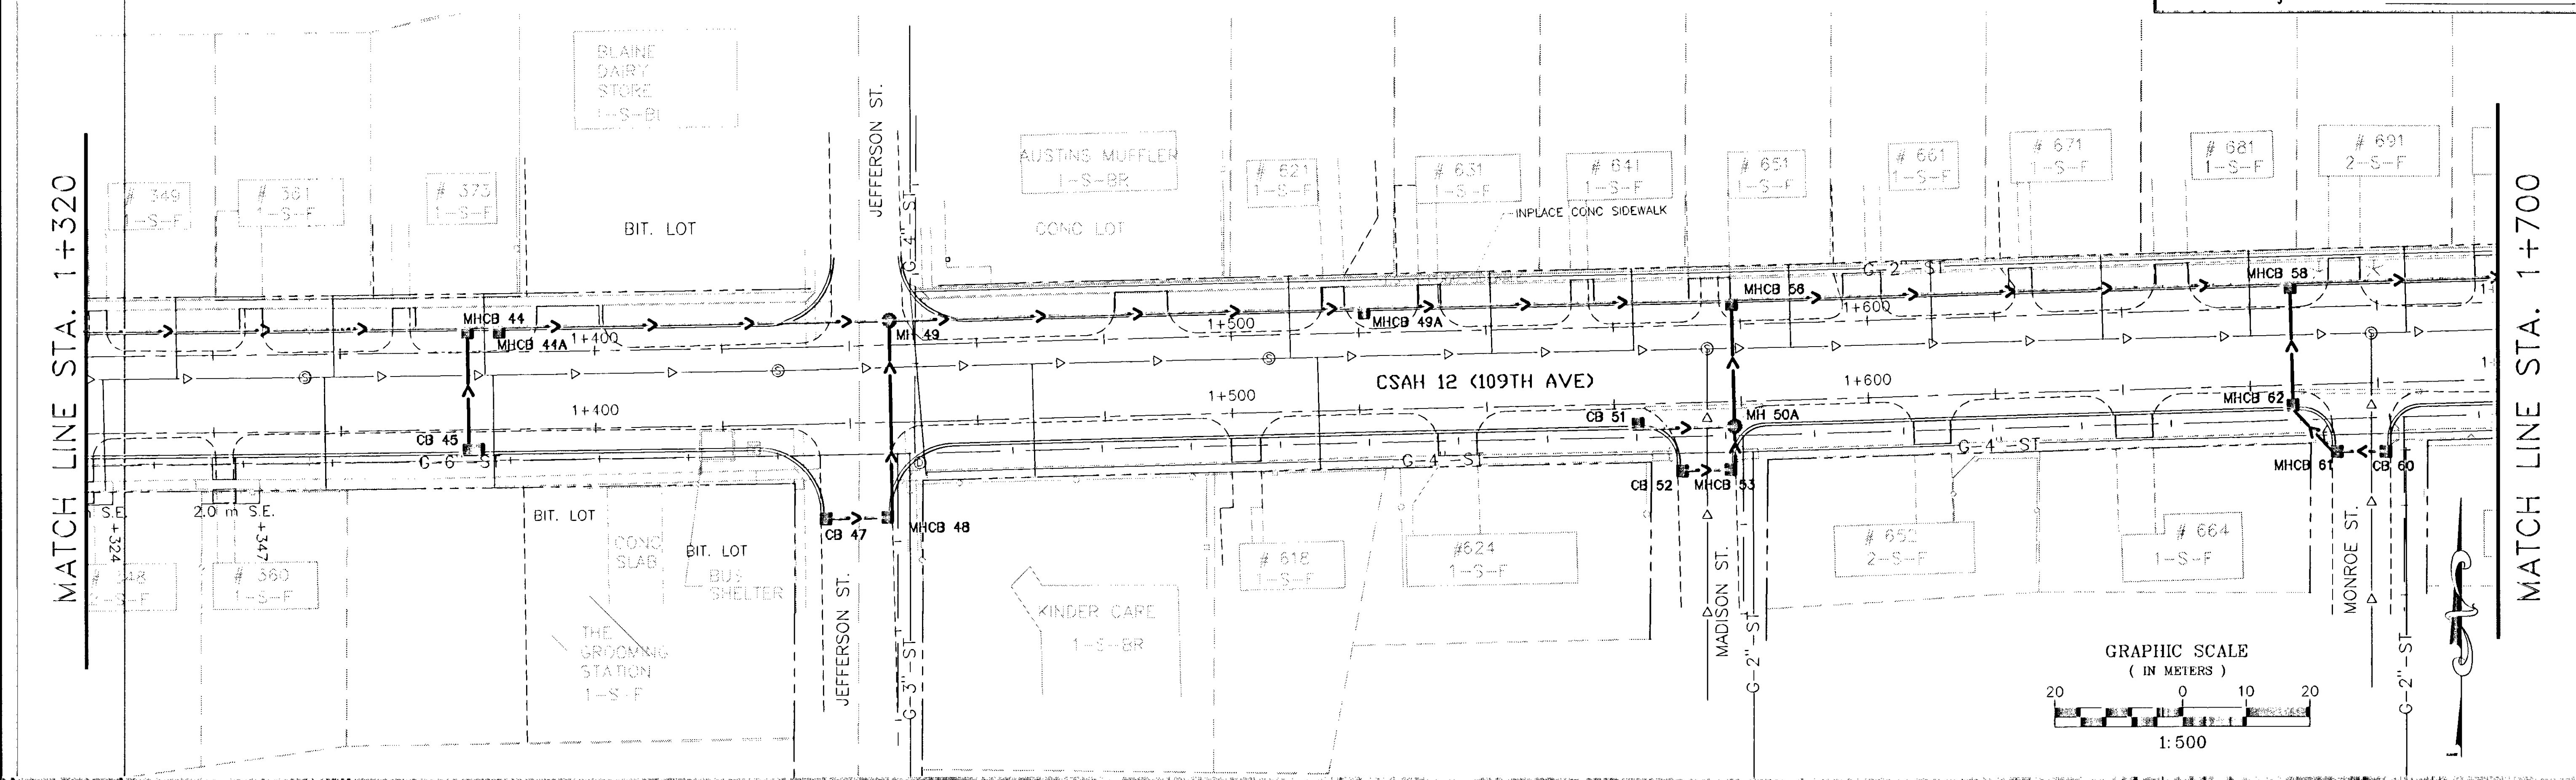 MATCH LINE STA. 1+320
BLAINE
DAIRY
STORE
1-S-BL
# 349
1-S-F
# 361
1-S-F
# 373
1-S-F
BIT. LOT
JEFFERSON ST.
G-4"-ST
AUSTINS MUFFLER
1-S-BR
CONC LOT
# 621
1-S-F
# 631
1-S-F
# 641
1-S-F
INPLACE CONC SIDEWALK
# 651
1-S-F
# 661
1-S-F
# 671
1-S-F
# 681
1-S-F
# 691
2-S-F
G-2"-ST
MHCB 44
MHCB 44A
1+400
MH 49
1+500
MHCB 49A
MHCB 56
1+600
MHCB 58
CSAH 12 (109TH AVE)
1+400
1+500
1+600
CB 45
CB 51
MH 50A
MHCB 62
G-4"-ST
G-4"-ST
CB 52
MHCB 53
MHCB 61
CB 60
S.E.
+324
2.0 m S.E.
+347
BIT. LOT
CONC
SLAB
BIT. LOT
BUS
SHELTER
CB 47
MHCB 48
# 348
# 360
1-S-F
THE
GROOMING
STATION
1-S-F
JEFFERSON ST.
G-3"-ST
KINDER CARE
1-S-BR
# 618
1-S-F
#624
1-S-F
MADISON ST.
G-2"-ST
2-S-F
# 664
1-S-F
MONROE ST.
G-2"-ST
GRAPHIC SCALE
( IN METERS )
20 0 10 20
1:500
MATCH LINE STA. 1+700